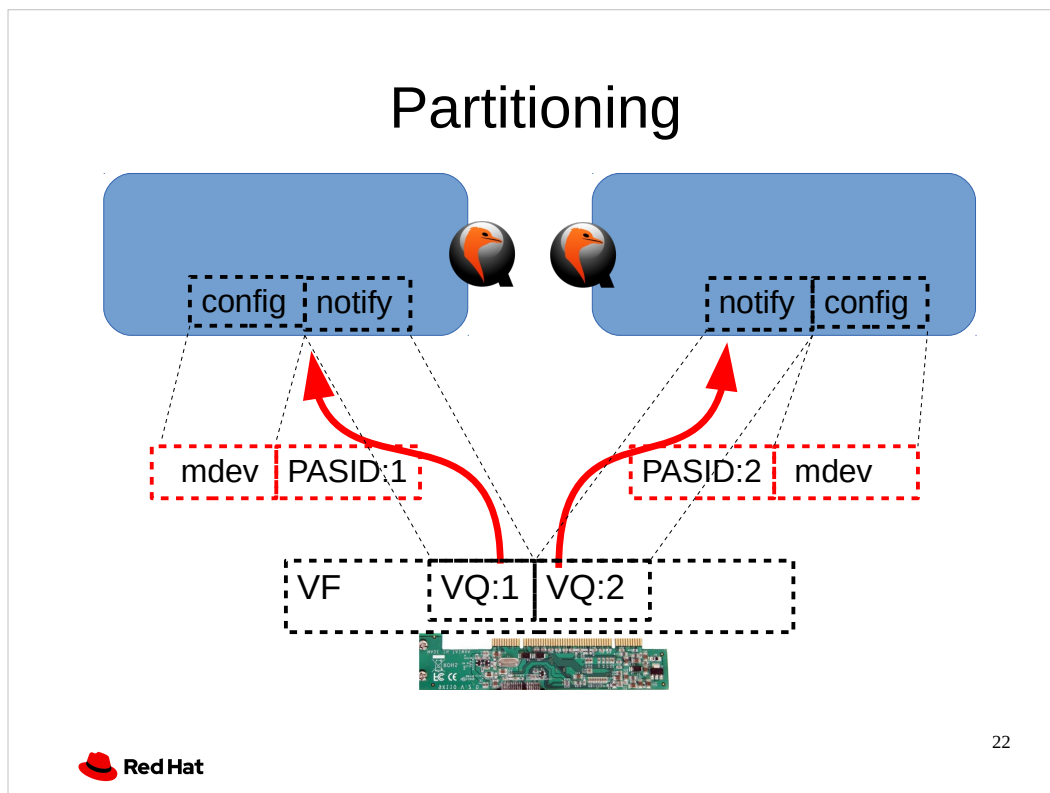 Partitioning
config notify
notify config
mdev PASID:1
PASID:2 mdev
VF VQ:1 VQ:2
Red Hat
22